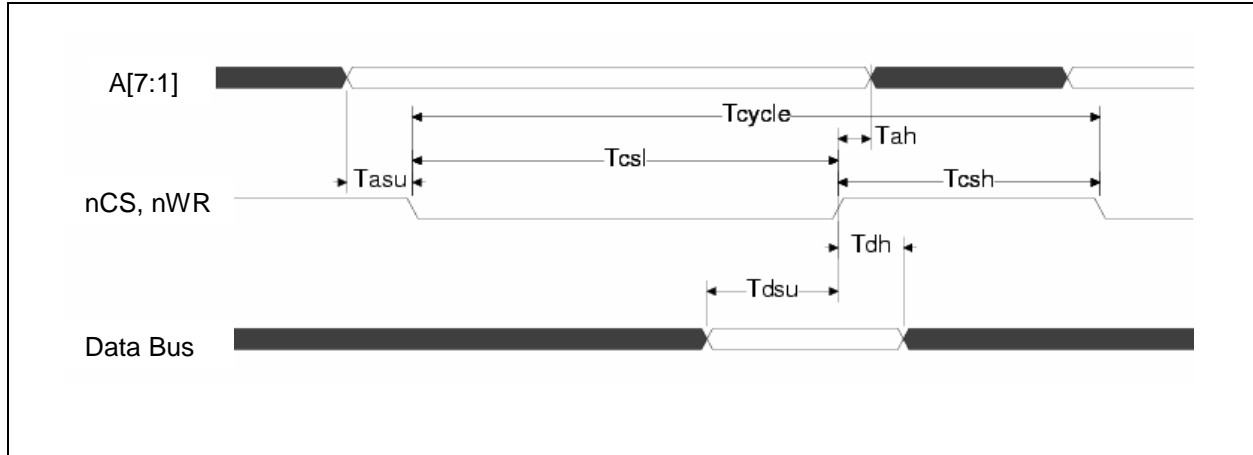 A[7:1]
Tcycle
Tah
Tcsl
Tasu
Tcsh
nCS, nWR
Tdh
Tdsu
Data Bus